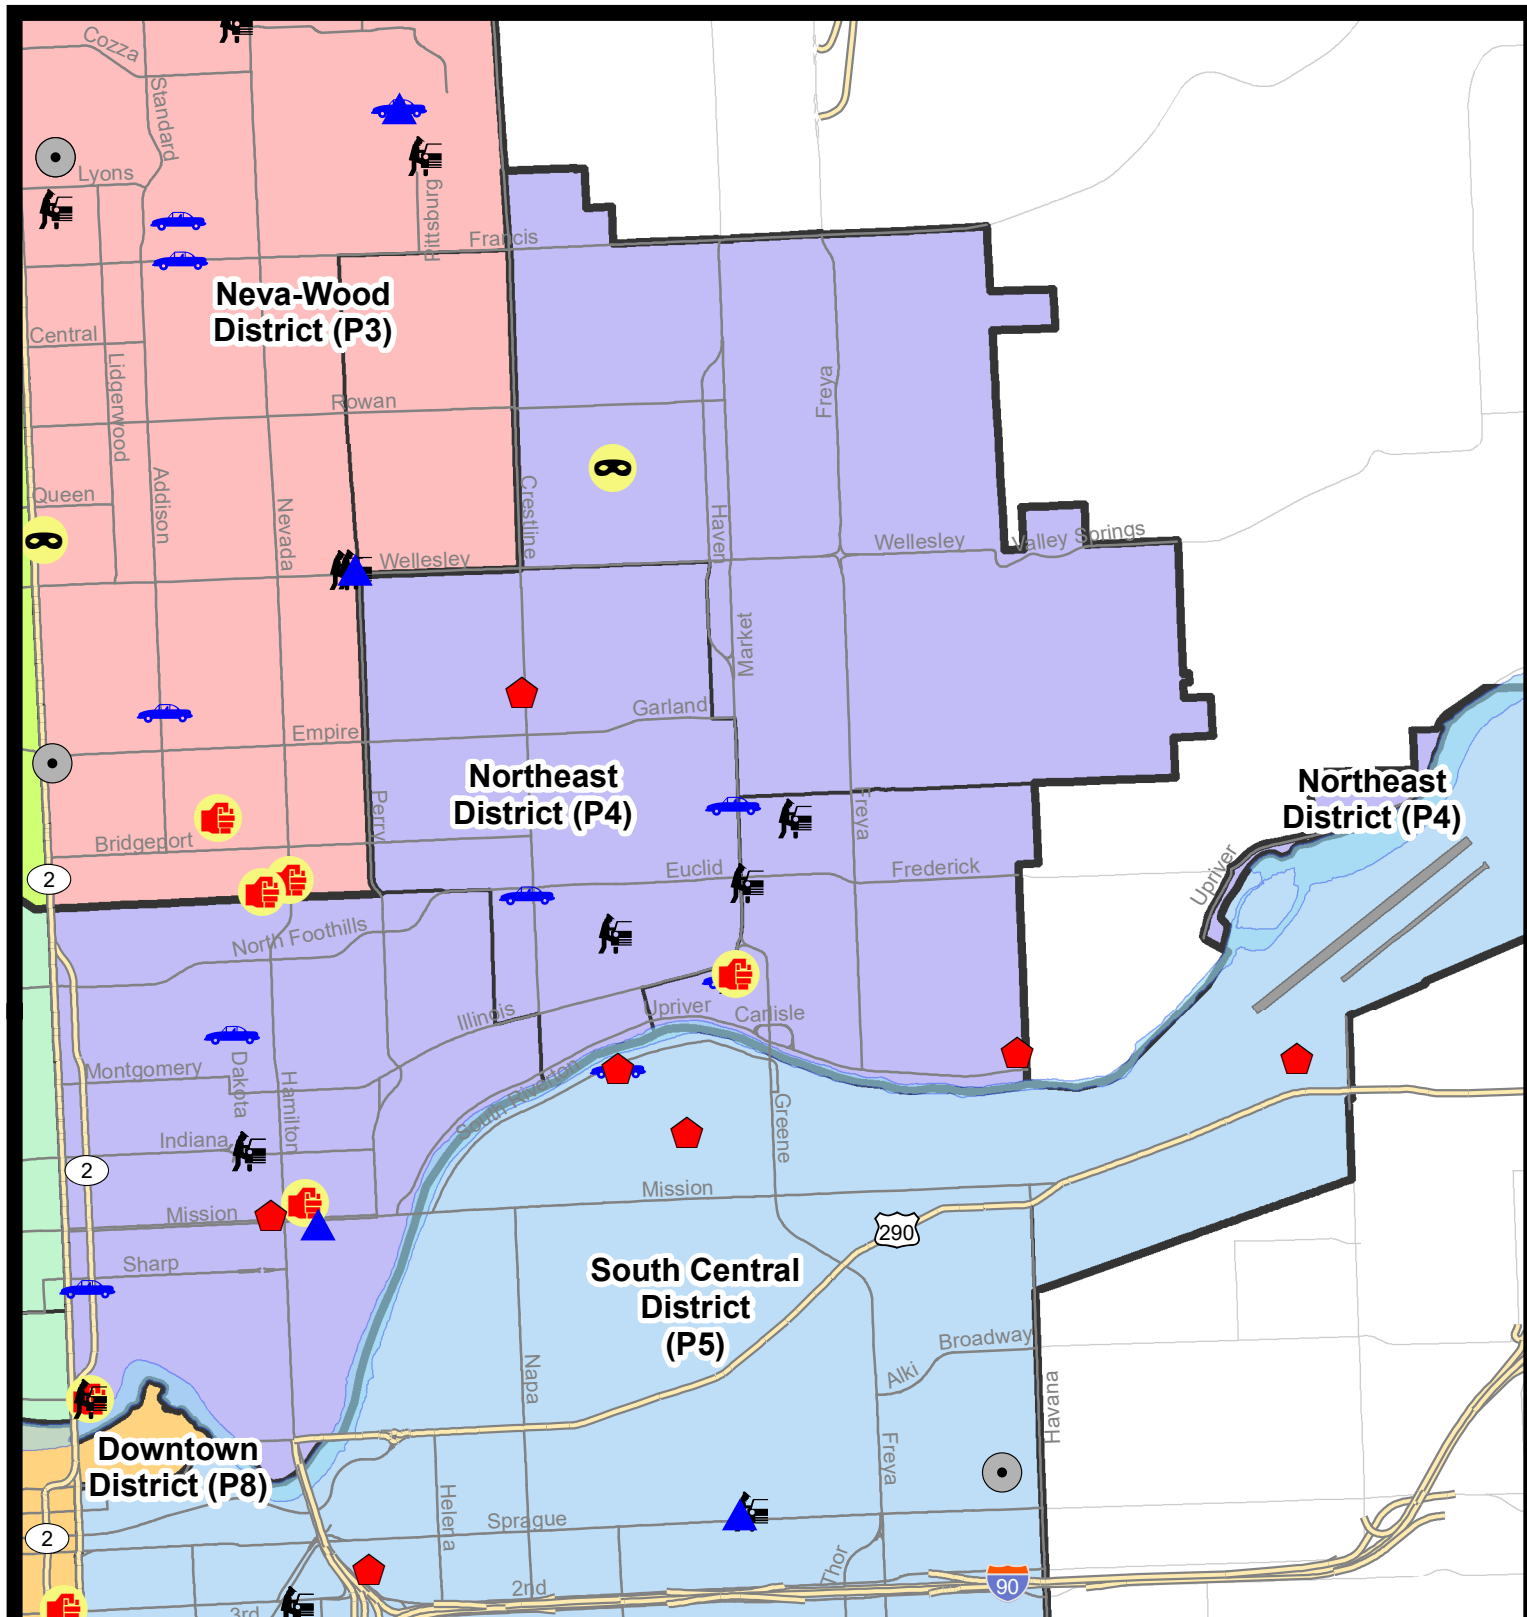 Cozza
Standard
Lyons
Pittsburg
Francis
Neva-Wood
District (P3)
Central
Lidgerwood
Rowan
Freya
Queen
Addison
Nevada
Crestline
Haven
Wellesley
Wellesley
Valley Springs
Market
Garland
Empire
Northeast
District (P4)
Northeast
District (P4)
Perry
Freya
Bridgeport
Euclid
Frederick
Upriver
2
North Foothills
Illinois
Upriver
Carlisle
Montgomery
Dakota
Hamilton
South Riverton
Greene
Indiana
2
Mission
Mission
290
Sharp
South Central
District
(P5)
Broadway
Alki
Napa
Havana
Downtown
District (P8)
Freya
Helena
Sprague
2
Thor
2nd
90
3rd